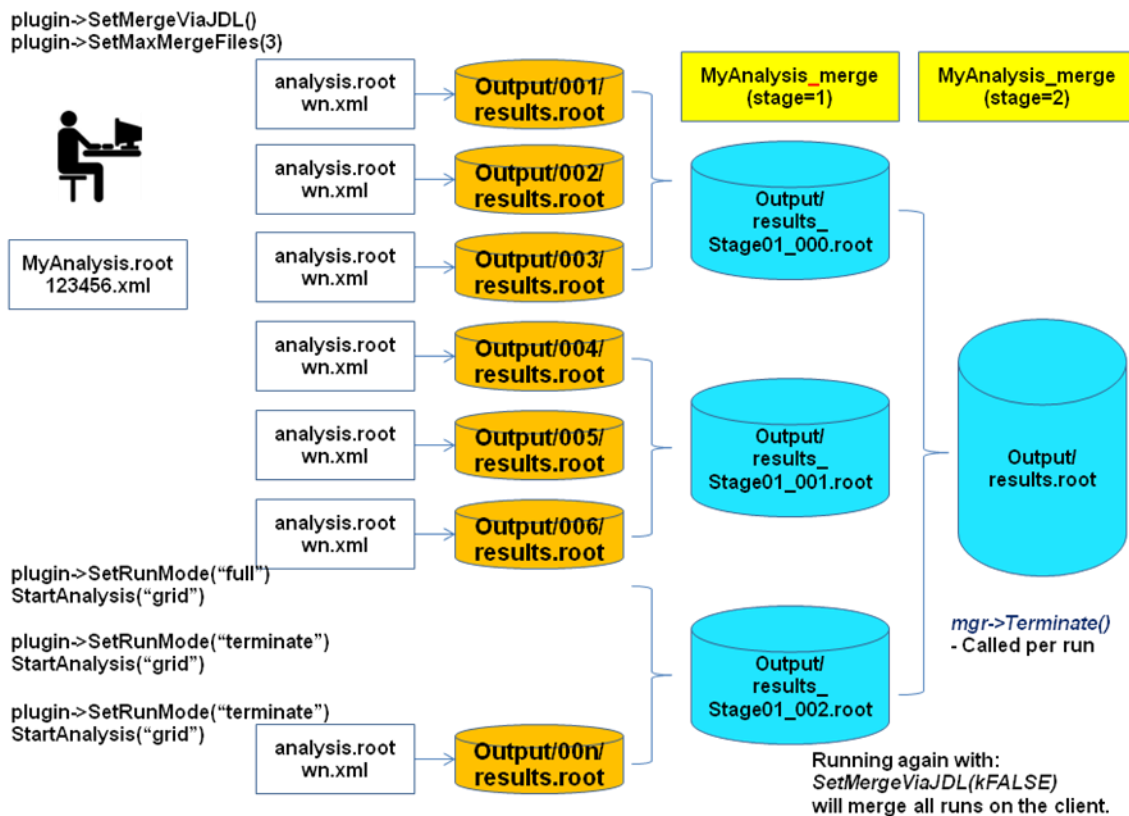 plugin->SetMergeViaJDL()
plugin->SetMaxMergeFiles(3)
analysis.root
wn.xml
Output/001/
results.root
MyAnalysis_merge
(stage=1)
MyAnalysis_merge
(stage=2)
analysis.root
wn.xml
Output/002/
results.root
Output/
results_
Stage01_000.root
MyAnalysis.root
123456.xml
analysis.root
wn.xml
Output/003/
results.root
analysis.root
wn.xml
Output/004/
results.root
analysis.root
wn.xml
Output/005/
results.root
Output/
results_
Stage01_001.root
Output/
results.root
analysis.root
wn.xml
Output/006/
results.root
plugin->SetRunMode(“full”)
StartAnalysis(“grid”)
plugin->SetRunMode(“terminate”)
StartAnalysis(“grid”)
plugin->SetRunMode(“terminate”)
StartAnalysis(“grid”)
Output/
results_
Stage01_002.root
mgr->Terminate()
- Called per run
analysis.root
wn.xml
Output/00n/
results.root
Running again with:
SetMergeViaJDL(kFALSE)
will merge all runs on the client.